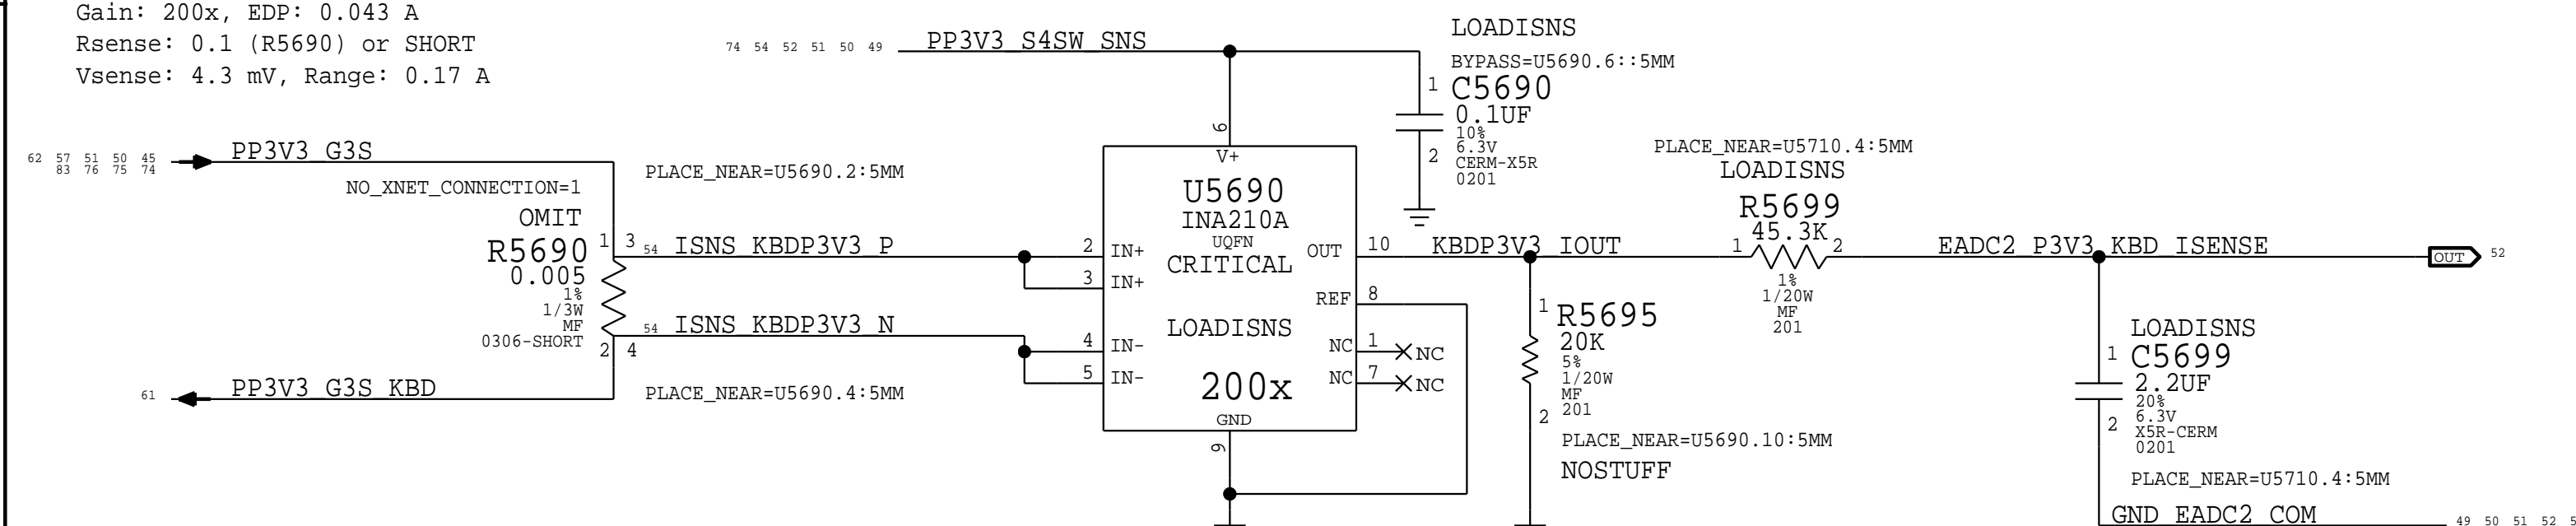 Gain: 200x, EDP: 0.043 A
Rsense: 0.1 (R5690) or SHORT
Vsense: 4.3 mV, Range: 0.17 A
74 54 52 51 50 49
PP3V3_S4SW_SNS
LOADISNS
BYPASS=U5690.6::5MM
1
C5690
0.1UF
10%
6.3V
CERM-X5R
0201
2
62 57 51 50 45
83 76 75 74
PP3V3_G3S
NO_XNET_CONNECTION=1
PLACE_NEAR=U5690.2:5MM
OMIT
R5690
0.005
1%
1/3W
MF
0306-SHORT
1 3
2 4
54 ISNS_KBDP3V3_P
54 ISNS_KBDP3V3_N
PLACE_NEAR=U5690.4:5MM
61
PP3V3_G3S_KBD
6
V+
U5690
INA210A
UQFN
CRITICAL
LOADISNS
200x
GND
9
2 IN+
3 IN+
4 IN-
5 IN-
OUT 10
REF 8
NC 1 NC
NC 7 NC
KBDP3V3_IOUT
1
R5695
20K
5%
1/20W
MF
201
2
PLACE_NEAR=U5690.10:5MM
NOSTUFF
PLACE_NEAR=U5710.4:5MM
LOADISNS
R5699
45.3K
1 2
1%
1/20W
MF
201
EADC2_P3V3_KBD_ISENSE
OUT 52
LOADISNS
1
C5699
2.2UF
20%
6.3V
X5R-CERM
0201
2
PLACE_NEAR=U5710.4:5MM
GND_EADC2_COM
49 50 51 52